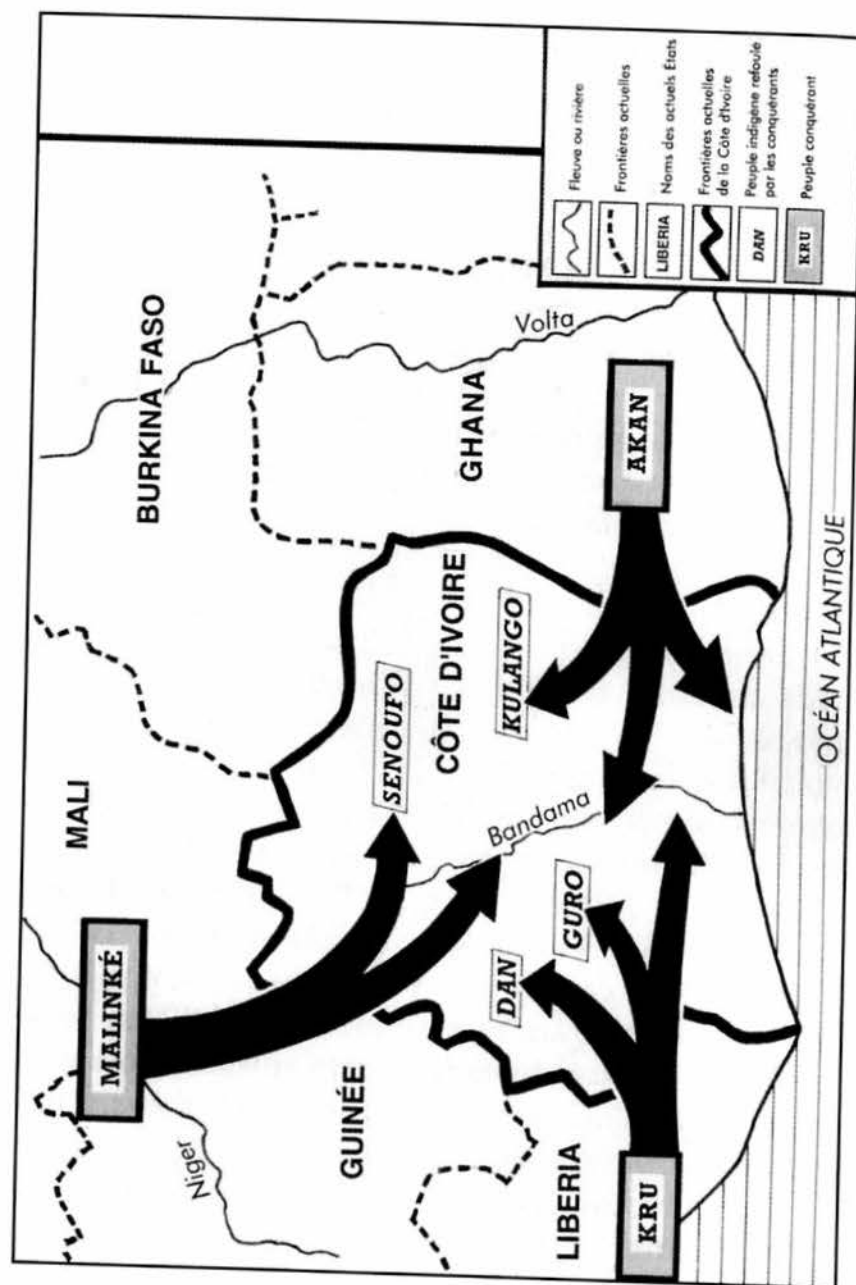 MALI
BURKINA FASO
MALINKÉ
Niger
GUINÉE
SENOUFO
CÔTE D'IVOIRE
KULANGO
GHANA
Volta
Bandama
DAN
GURO
LIBERIA
KRU
AKAN
OCÉAN ATLANTIQUE
Fleuve ou rivière
Frontières actuelles
LIBERIA
Noms des actuels Etats
Frontières actuelles
de la Côte d'Ivoire
DAN
Peuple indigène refoulé
par les conquérants
KRU
Peuple conquérant